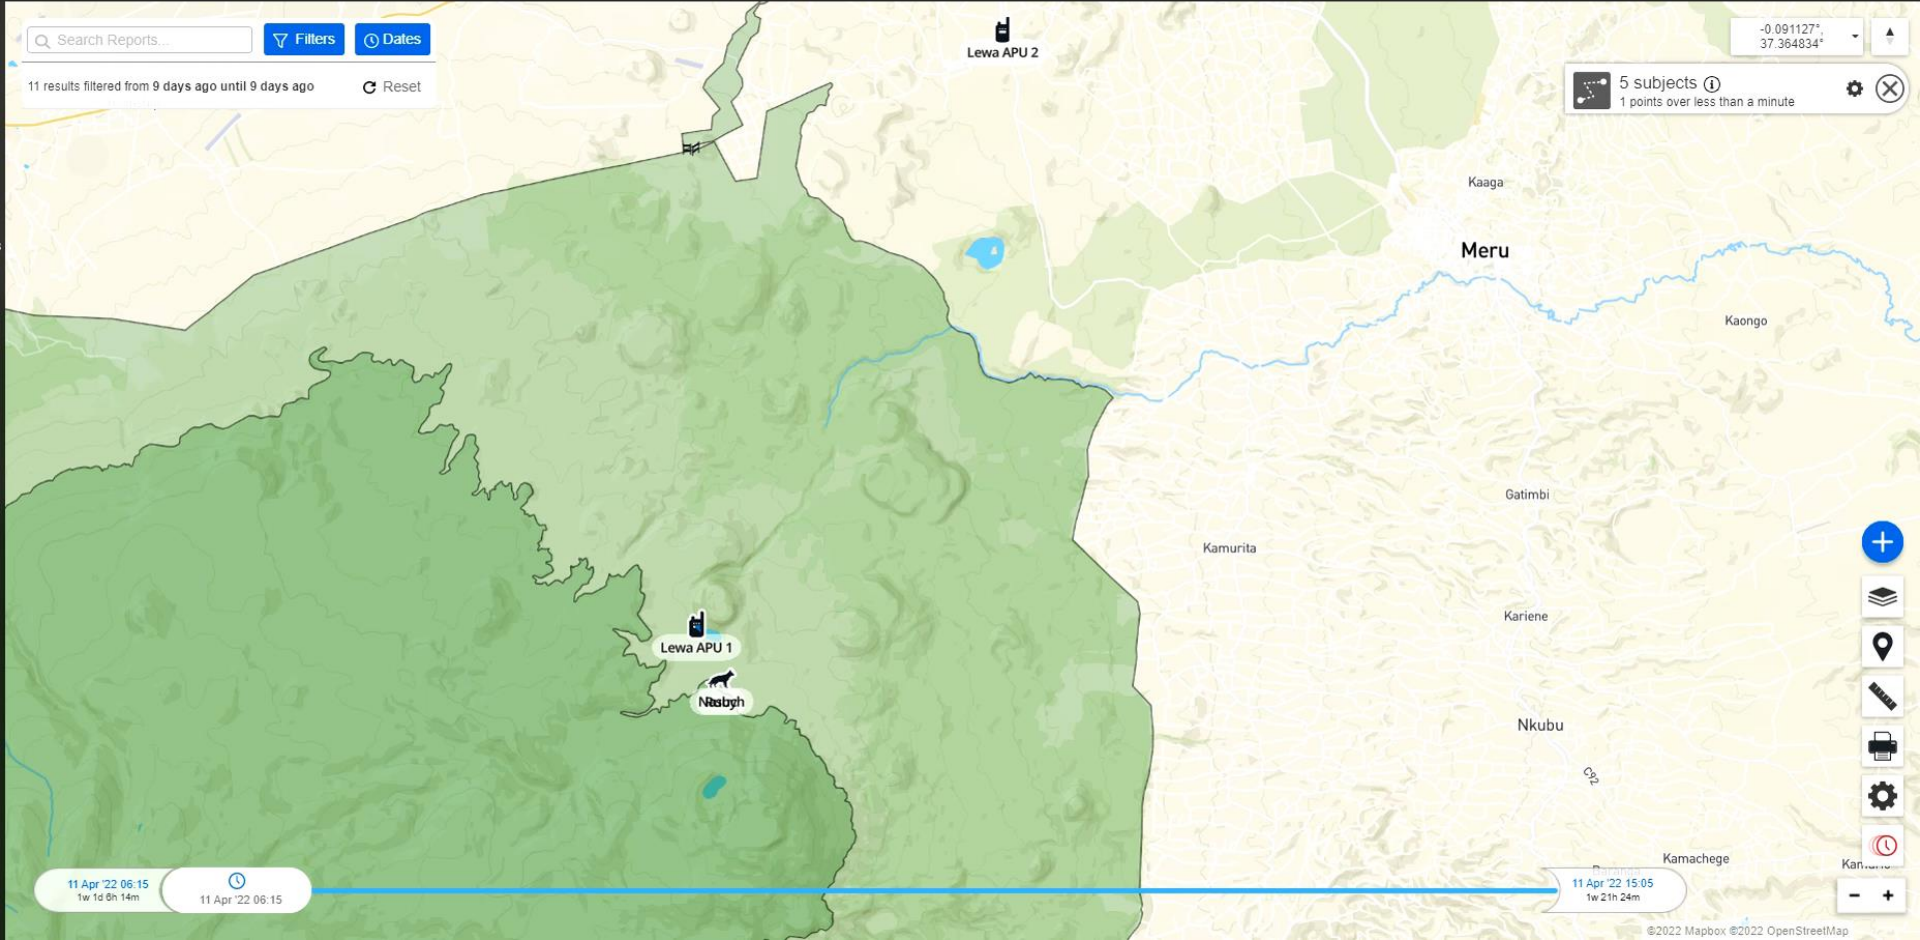 Search Reports...
Filters
Dates
11 results filtered from 9 days ago until 9 days ago
Reset
Lewa APU 2
-0.091127°,
37.364834°
5 subjects
1 points over less than a minute
Kaaga
Meru
Kaongo
Gatimbi
Kamurita
Kariene
Lewa APU 1
Nkubu
C92
Kamachege
11 Apr '22 06:15
1w 1d 6h 14m
11 Apr '22 06:15
11 Apr '22 15:05
1w 21h 24m
©2022 Mapbox ©2022 OpenStreetMap